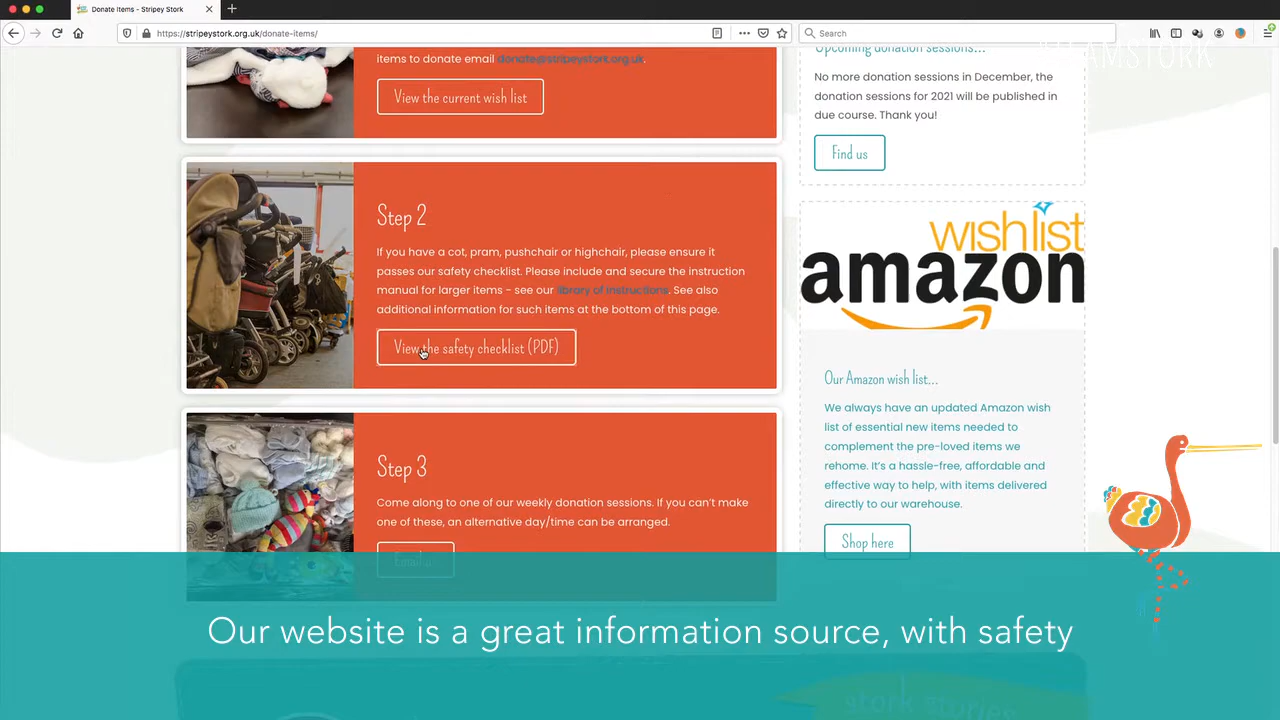 Donate Items - Stripey Stork
https://stripeystork.org.uk/donate-items/
Search
items to donate email donate@stripeystork.org.uk.
View the current wish list
Step 2
If you have a cot, pram, pushchair or highchair, please ensure it
passes our safety checklist. Please include and secure the instruction
manual for larger items - see our library of instructions. See also
additional information for such items at the bottom of this page.
View the safety checklist (PDF)
Step 3
Come along to one of our weekly donation sessions. If you can't make
one of these, an alternative day/time can be arranged.
Upcoming donation sessions...
No more donation sessions in December, the
donation sessions for 2021 will be published in
due course. Thank you!
Find us
wishlist
amazon
Our Amazon wish list...
We always have an updated Amazon wish
list of essential new items needed to
complement the pre-loved items we
rehome. It's a hassle-free, affordable and
effective way to help, with items delivered
directly to our warehouse.
Shop here
Our website is a great information source, with safety
stork stories